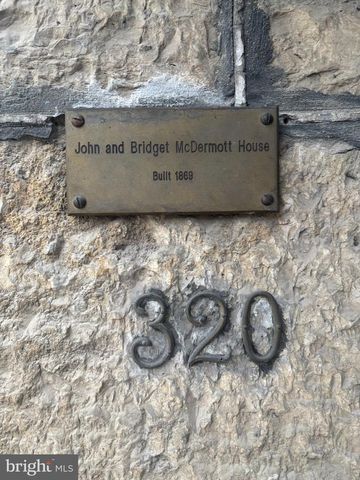 John and Bridget McDermott House
Built 1869
320
bright MLS